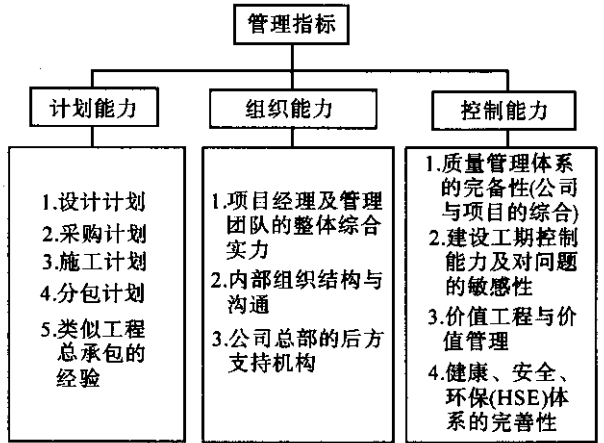 管理指标
计划能力
组织能力
控制能力
1.设计计划
2.采购计划
3.施工计划
4.分包计划
5.类似工程
总承包的
经验
1.项目经理及管理
团队的整体综合
实力
2.内部组织结构与
沟通
3.公司总部的后方
支持机构
1.质量管理体系
的完备性(公司
与项目的综合)
2.建设工期控制
能力及对问题
的敏感性
3.价值工程与价
值管理
4.健康、安全、
环保(HSE)体
系的完善性